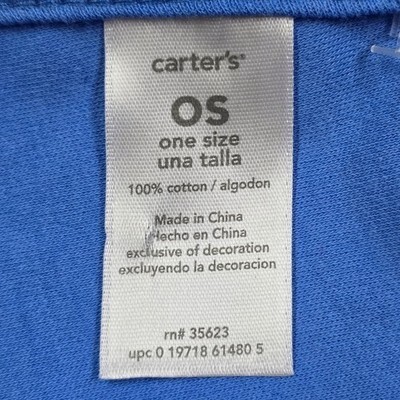 carter's®
OS
one size
una talla
100% cotton / algodon
Made in China
Hecho en China
exclusive of decoration
excluyendo la decoracion
rn# 35623
upc 0 19718 61480 5